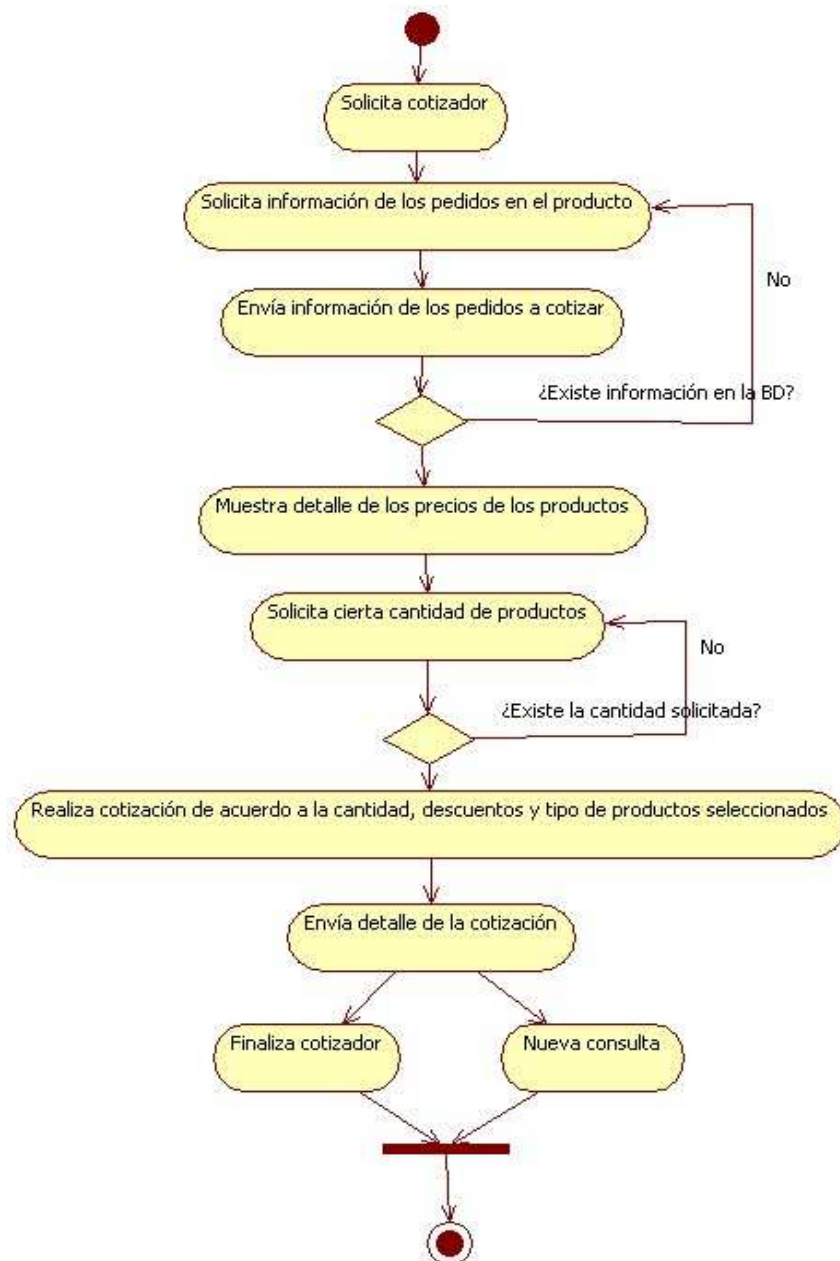 Solicita cotizador
Solicita información de los pedidos en el producto
No
Envía información de los pedidos a cotizar
¿Existe información en la BD?
Muestra detalle de los precios de los productos
Solicita cierta cantidad de productos
No
¿Existe la cantidad solicitada?
Realiza cotización de acuerdo a la cantidad, descuentos y tipo de productos seleccionados
Envía detalle de la cotización
Finaliza cotizador
Nueva consulta